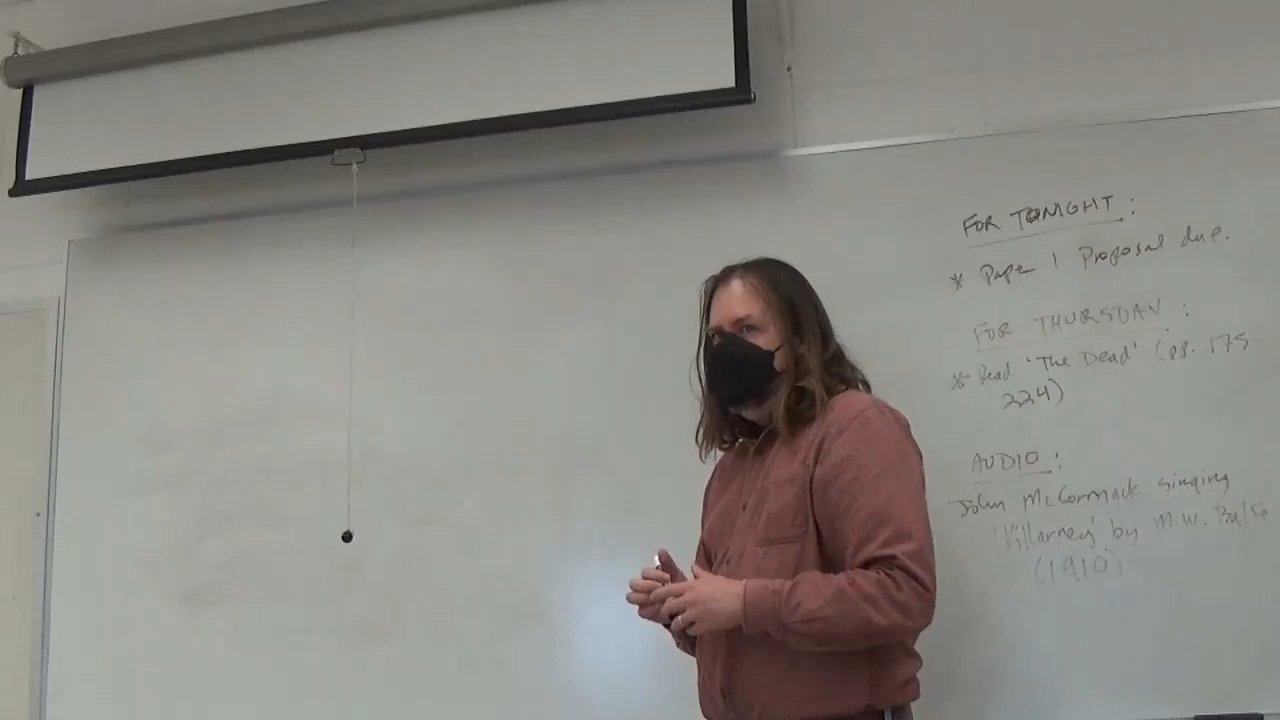 FOR TONIGHT:
* Paper 1 Proposal due.
FOR THURSDAY:
* Read 'The Dead' (pp. 175-
224)
AUDIO:
John McCormack singing
'Killarney' by M.W. Balfe
(1910)